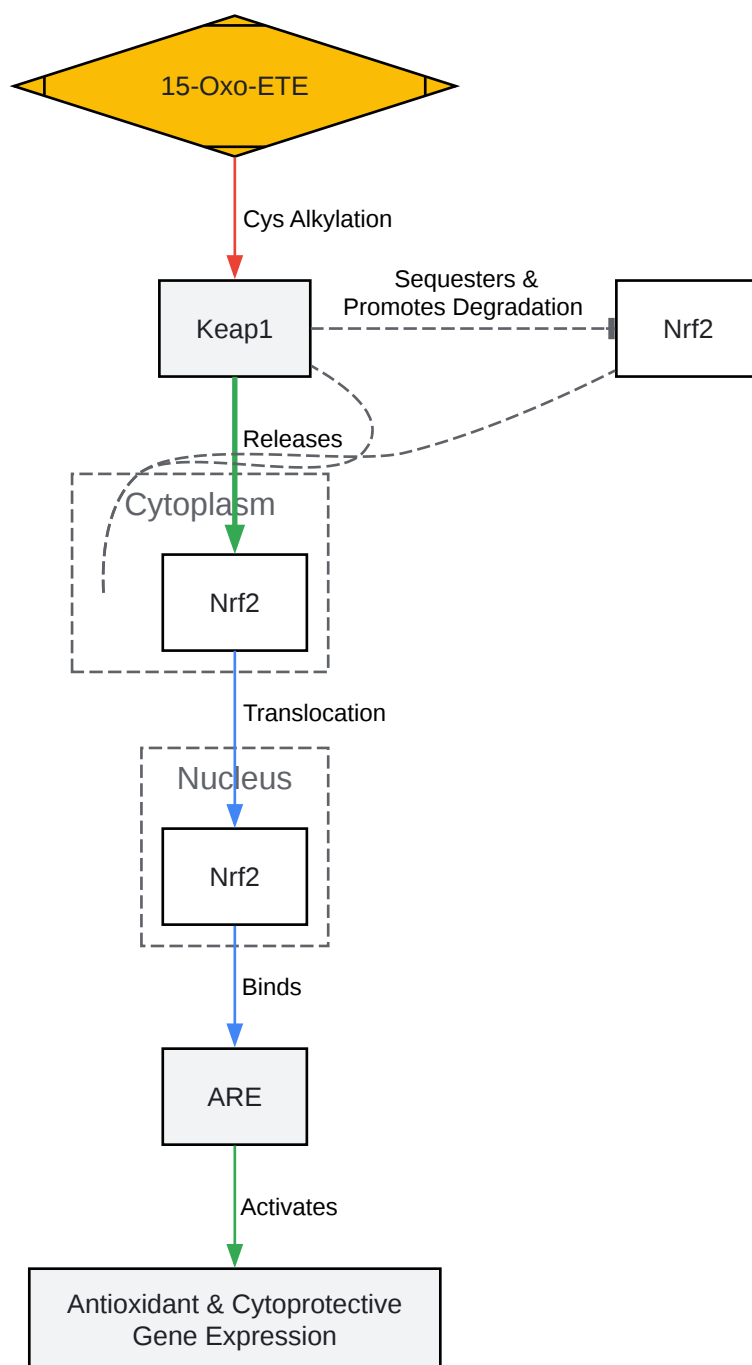 15-Oxo-ETE
Cys Alkylation
Sequesters &
Promotes Degradation
Keap1
Nrf2
Releases
Cytoplasm
Nrf2
Translocation
Nucleus
Nrf2
Binds
ARE
Activates
Antioxidant & Cytoprotective
Gene Expression